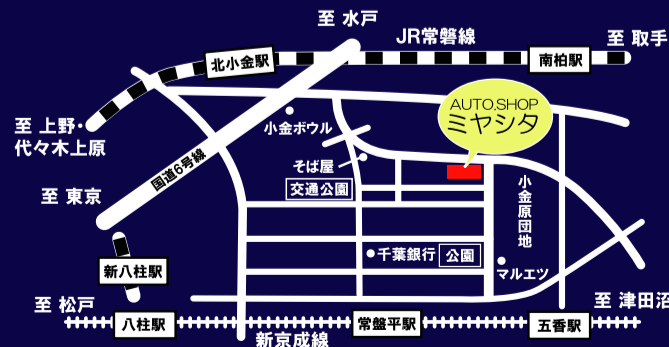 至 水戸
JR常磐線
至 取手
北小金駅
南柏駅
AUTO.SHOP
ミヤシタ
至 上野・
代々木上原
小金ボウル
国道6号線
そば屋
交通公園
小金原団地
至 東京
千葉銀行
公園
マルエツ
新八柱駅
至 松戸
至 津田沼
八柱駅
常盤平駅
五香駅
新京成線